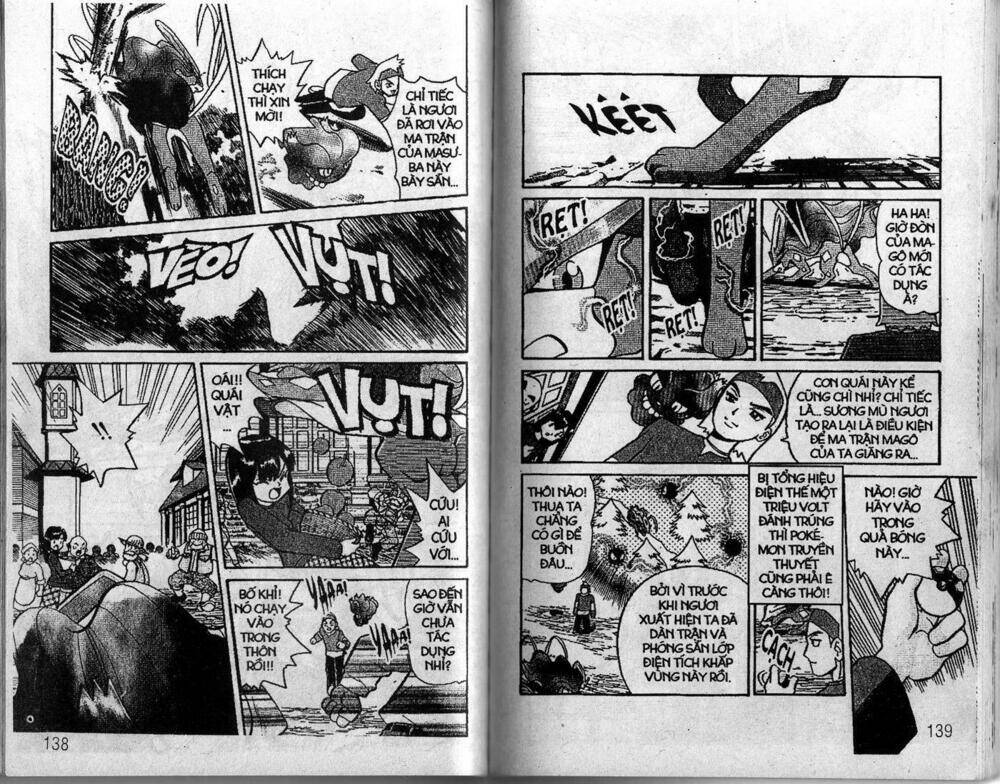 BANG!
THÍCH
CHẠY
THÌ XIN
MỜI!
CHỈ TIẾC
LÀ NGƯƠI
ĐÃ RƠI VÀO
MA TRẬN
CỦA MASU-
BA NÀY
BÀY SẴN...
VÈO!
VỤT!
!!
OÁI!!
QUÁI
VẬT
...
VỤT!
CỨU!
AI
CỨU
VỚI...
BỐ KHỈ!
NÓ CHẠY
VÀO
TRONG
THÔN
RỒI!!
YAAA!
YAAA!
SAO ĐẾN
GIỜ VẪN
CHƯA
TÁC
DỤNG
NHỈ?
138
KÉÉT
RẸT!
RẸT!
RẸT!
RẸT!
HA HA!
GIỜ ĐÒN
CỦA MA-
GÔ MỚI
CÓ TÁC
DỤNG
À?
CON QUÁI NÀY KỂ
CŨNG CHÌ NHỈ? CHỈ TIẾC
LÀ... SƯƠNG MÙ NGƯƠI
TẠO RA LẠI LÀ ĐIỀU KIỆN
ĐỂ MA TRẬN MAGÔ
CỦA TA GIĂNG RA...
THÔI NÀO!
THUA TA
CHẲNG
CÓ GÌ ĐỂ
BUỒN
ĐÂU...
BỞI VÌ TRƯỚC
KHI NGƯƠI
XUẤT HIỆN TA ĐÃ
DÀN TRẬN VÀ
PHÓNG SẴN LỚP
ĐIỆN TÍCH KHẮP
VÙNG NÀY RỒI.
BỊ TỔNG HIỆU
ĐIỆN THẾ MỘT
TRIỆU VOLT
ĐÁNH TRÚNG
THÌ POKÉ-
MON TRUYỀN
THUYẾT
CŨNG PHẢI Ê
CÀNG THÔI!
CẠCH
NÀO! GIỜ
HÃY VÀO
TRONG
QUẢ BÓNG
NÀY...
139